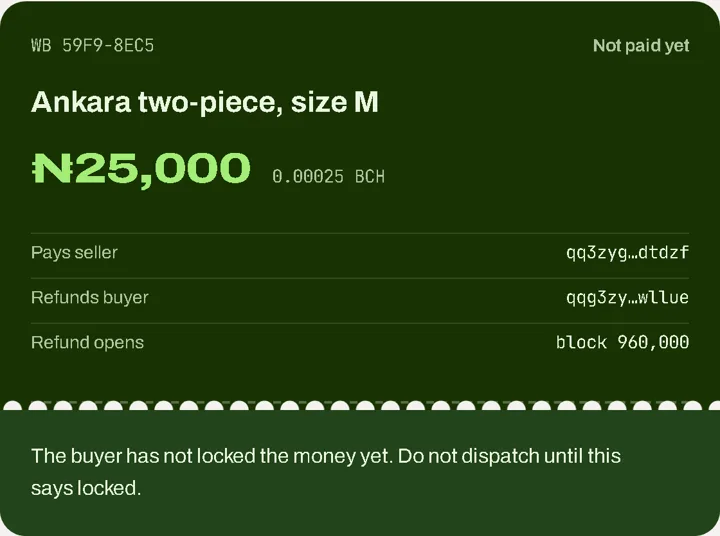 WB 59F9-8EC5
Not paid yet
Ankara two-piece, size M
₦25,000 0.00025 BCH
Pays seller qq3zyg…dtdzf
Refunds buyer qqg3zy…wllue
Refund opens block 960,000
The buyer has not locked the money yet. Do not dispatch until this
says locked.